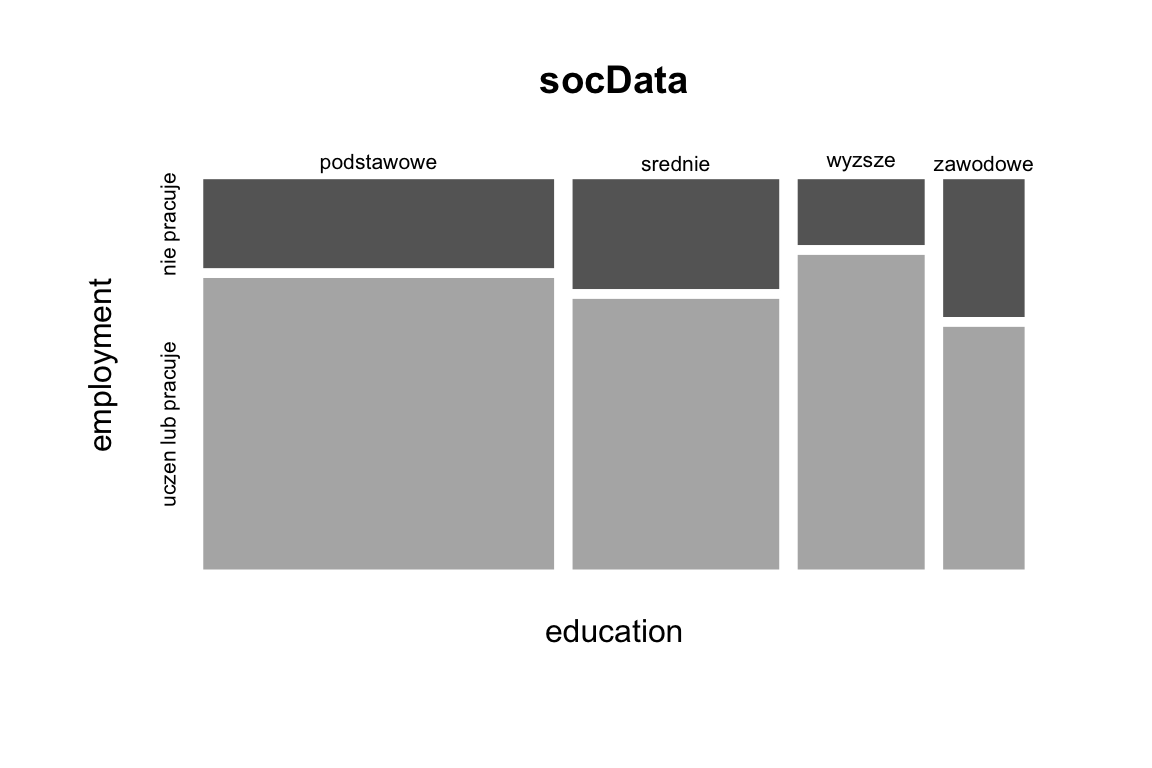 socData
podstawowe
srednie
wyzsze
zawodowe
nie pracuje
uczen lub pracuje
employment
education